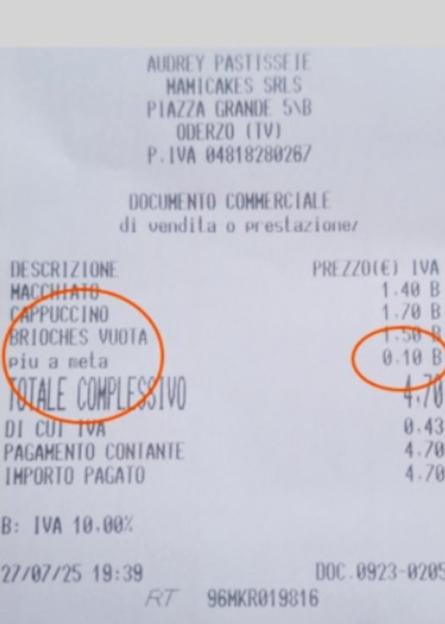 AUDREY PASTISSEIE
MAMICAKES SRLS
PIAZZA GRANDE 5\B
ODERZO (TV)
P.IVA 04818280267
DOCUMENTO COMMERCIALE
di vendita o prestazione/
DESCRIZIONE PREZZO(€) IVA
MACCHIATO 1.40 B
CAPPUCCINO 1.70 B
BRIOCHES VUOTA 1.50 B
piu a meta 0.10 B
TOTALE COMPLESSIVO 4.70
DI CUI IVA 0.43
PAGAMENTO CONTANTE 4.70
IMPORTO PAGATO 4.70
B: IVA 10.00%
27/07/25 19:39 DOC.0923-0205
RT 96MKR019816